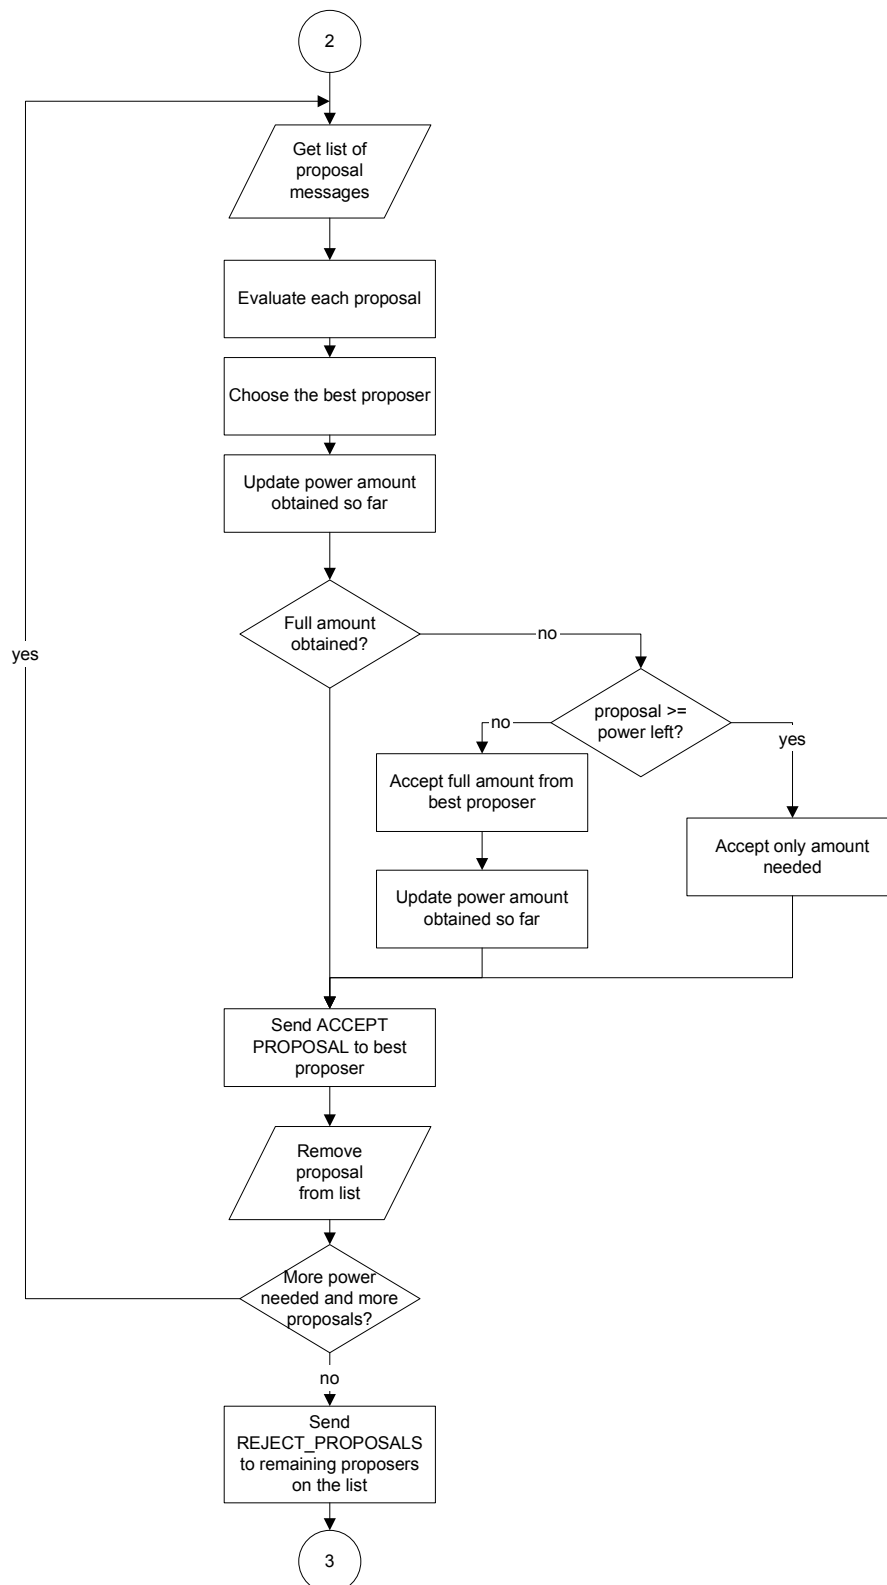 2
Get list of
proposal
messages
Evaluate each proposal
Choose the best proposer
Update power amount
obtained so far
Full amount
obtained?
no
yes
proposal >=
power left?
no
yes
Accept full amount from
best proposer
Accept only amount
needed
Update power amount
obtained so far
Send ACCEPT
PROPOSAL to best
proposer
Remove
proposal
from list
More power
needed and more
proposals?
no
Send
REJECT_PROPOSALS
to remaining proposers
on the list
3